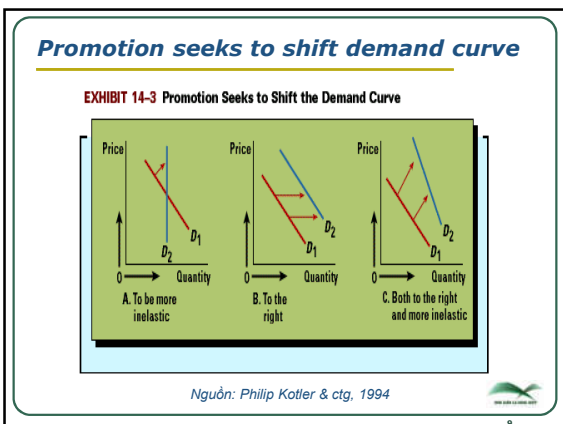 Promotion seeks to shift demand curve
EXHIBIT 14–3 Promotion Seeks to Shift the Demand Curve
Price
D1
D2
0
Quantity
A. To be more
inelastic
Price
D2
D1
0
Quantity
B. To the
right
Price
D2
D1
0
Quantity
C. Both to the right
and more inelastic
Nguồn: Philip Kotler & ctg, 1994